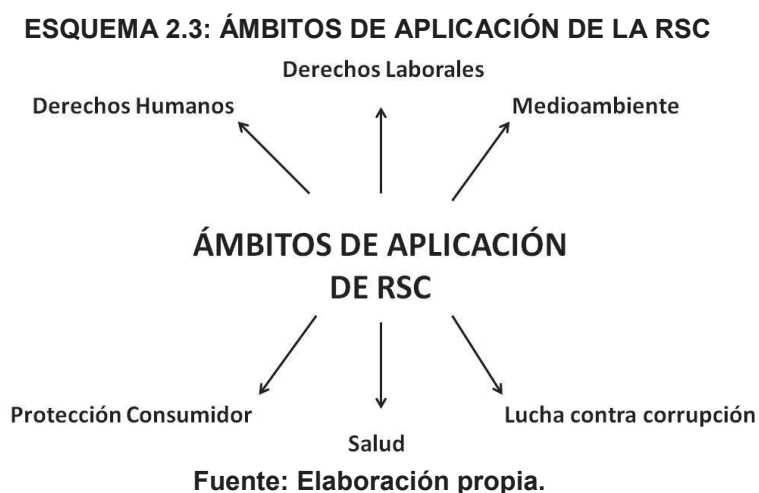 ESQUEMA 2.3: ÁMBITOS DE APLICACIÓN DE LA RSC
Derechos Laborales
Derechos Humanos
Medioambiente
ÁMBITOS DE APLICACIÓN
DE RSC
Protección Consumidor
Lucha contra corrupción
Salud
Fuente: Elaboración propia.